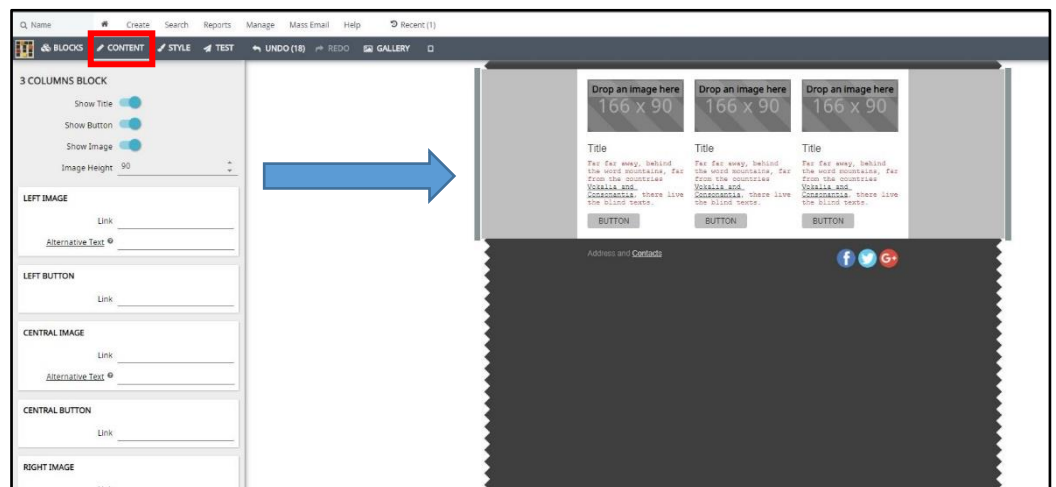 Name Create Search Reports Manage Mass Email Help Recent (1)
BLOCKS CONTENT STYLE TEST UNDO (18) REDO GALLERY
3 COLUMNS BLOCK
Show Title
Show Button
Show Image
Image Height 90
LEFT IMAGE
Link
Alternative Text
LEFT BUTTON
Link
CENTRAL IMAGE
Link
Alternative Text
CENTRAL BUTTON
Link
RIGHT IMAGE
Drop an image here
166 x 90
Title
Far far away, behind
the word mountains, far
from the countries
Vokalia and
Consonantia, there live
the blind texts.
BUTTON
Drop an image here
166 x 90
Title
Far far away, behind
the word mountains, far
from the countries
Vokalia and
Consonantia, there live
the blind texts.
BUTTON
Drop an image here
166 x 90
Title
Far far away, behind
the word mountains, far
from the countries
Vokalia and
Consonantia, there live
the blind texts.
BUTTON
Address and Contacts
f G+